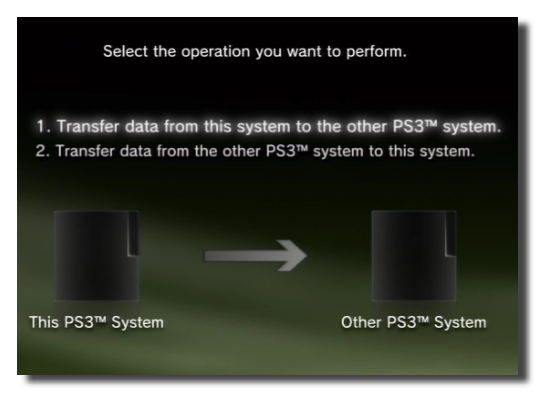 Select the operation you want to perform.
1. Transfer data from this system to the other PS3™ system.
2. Transfer data from the other PS3™ system to this system.
This PS3™ System
Other PS3™ System